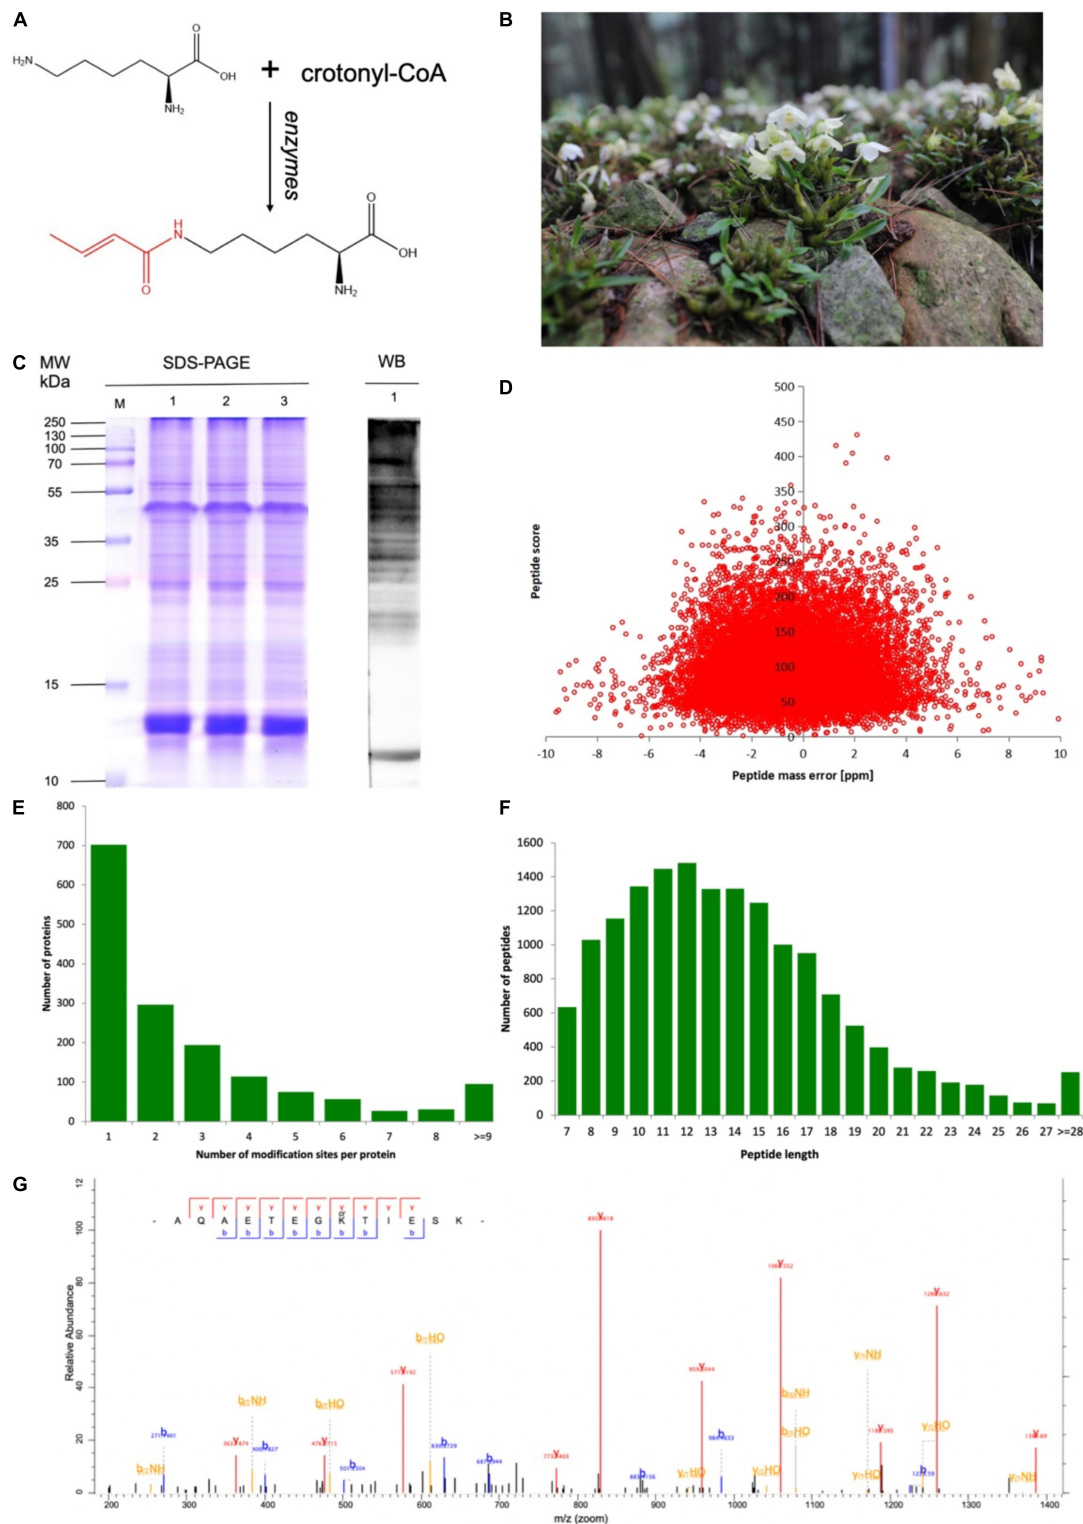 A
H₂N
O
OH
NH₂
+ crotonyl-CoA
enzymes
H
N
O
O
OH
NH₂
B
C
MW
kDa
SDS-PAGE
WB
M
1 2 3
1
250
130
100
70
55
35
25
15
10
D
Peptide score
500
450
400
350
300
250
200
150
100
50
0
-10 -8 -6 -4 -2 0 2 4 6 8 10
Peptide mass error [ppm]
E
Number of proteins
800
700
600
500
400
300
200
100
0
1 2 3 4 5 6 7 8 >=9
Number of modification sites per protein
F
Number of peptides
1600
1400
1200
1000
800
600
400
200
0
7 8 9 10 11 12 13 14 15 16 17 18 19 20 21 22 23 24 25 26 27 >=28
Peptide length
G
Relative Abundance
12
100
80
60
40
20
0
y y y y y y y y y
- A Q A E T E G K T I E S K -
b b b b b b b b
200 300 400 500 600 700 800 900 1000 1100 1200 1300 1400
m/z (zoom)